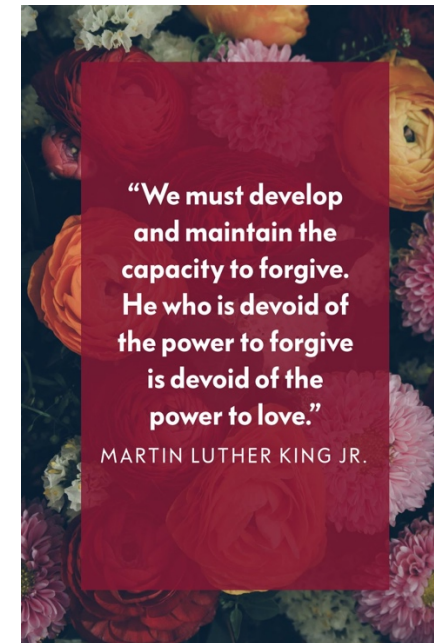 “We must develop
and maintain the
capacity to forgive.
He who is devoid of
the power to forgive
is devoid of the
power to love.”
MARTIN LUTHER KING JR.